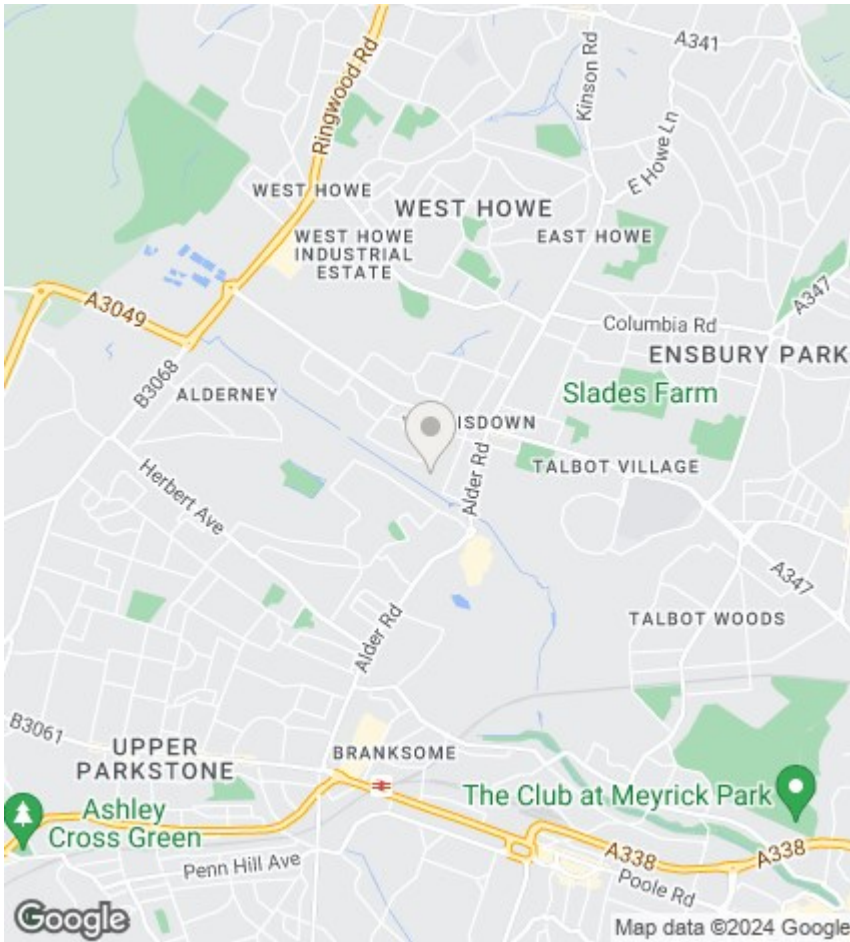 A341
Kinson Rd
Ringwood Rd
E Howe Ln
WEST HOWE
WEST HOWE
EAST HOWE
WEST HOWE
INDUSTRIAL
ESTATE
A347
A3049
Columbia Rd
ENSBURY PARK
B3068
ALDERNEY
Slades Farm
ISDOWN
TALBOT VILLAGE
Alder Rd
Herbert Ave
A347
TALBOT WOODS
Alder Rd
B3061
UPPER
PARKSTONE
BRANKSOME
The Club at Meyrick Park
Ashley
Cross Green
A338
A338
Penn Hill Ave
Poole Rd
Google
Map data ©2024 Google